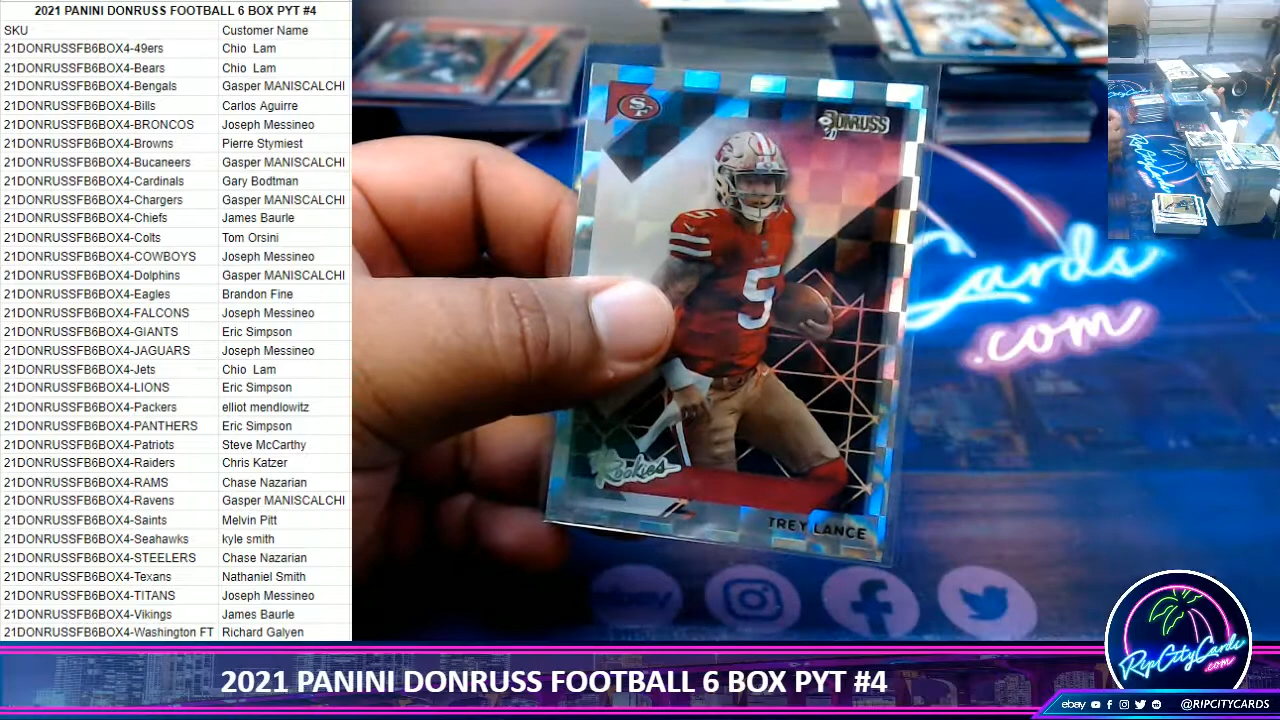 2021 PANINI DONRUSS FOOTBALL 6 BOX PYT #4
SKU Customer Name
21DONRUSSFB6BOX4-49ers Chio Lam
21DONRUSSFB6BOX4-Bears Chio Lam
21DONRUSSFB6BOX4-Bengals Gasper MANISCALCHI
21DONRUSSFB6BOX4-Bills Carlos Aguirre
21DONRUSSFB6BOX4-BRONCOS Joseph Messineo
21DONRUSSFB6BOX4-Browns Pierre Stymiest
21DONRUSSFB6BOX4-Bucaneers Gasper MANISCALCHI
21DONRUSSFB6BOX4-Cardinals Gary Bodtman
21DONRUSSFB6BOX4-Chargers Gasper MANISCALCHI
21DONRUSSFB6BOX4-Chiefs James Baurle
21DONRUSSFB6BOX4-Colts Tom Orsini
21DONRUSSFB6BOX4-COWBOYS Joseph Messineo
21DONRUSSFB6BOX4-Dolphins Gasper MANISCALCHI
21DONRUSSFB6BOX4-Eagles Brandon Fine
21DONRUSSFB6BOX4-FALCONS Joseph Messineo
21DONRUSSFB6BOX4-GIANTS Eric Simpson
21DONRUSSFB6BOX4-JAGUARS Joseph Messineo
21DONRUSSFB6BOX4-Jets Chio Lam
21DONRUSSFB6BOX4-LIONS Eric Simpson
21DONRUSSFB6BOX4-Packers elliot mendlowitz
21DONRUSSFB6BOX4-PANTHERS Eric Simpson
21DONRUSSFB6BOX4-Patriots Steve McCarthy
21DONRUSSFB6BOX4-Raiders Chris Katzer
21DONRUSSFB6BOX4-RAMS Chase Nazarian
21DONRUSSFB6BOX4-Ravens Gasper MANISCALCHI
21DONRUSSFB6BOX4-Saints Melvin Pitt
21DONRUSSFB6BOX4-Seahawks kyle smith
21DONRUSSFB6BOX4-STEELERS Chase Nazarian
21DONRUSSFB6BOX4-Texans Nathaniel Smith
21DONRUSSFB6BOX4-TITANS Joseph Messineo
21DONRUSSFB6BOX4-Vikings James Baurle
21DONRUSSFB6BOX4-Washington FT Richard Galyen
SF
DONRUSS
21
5
5
Rookies
TREY LANCE
Cards
.com
2021 PANINI DONRUSS FOOTBALL 6 BOX PYT #4
RipCityCards
.com
ebay @RIPCITYCARDS